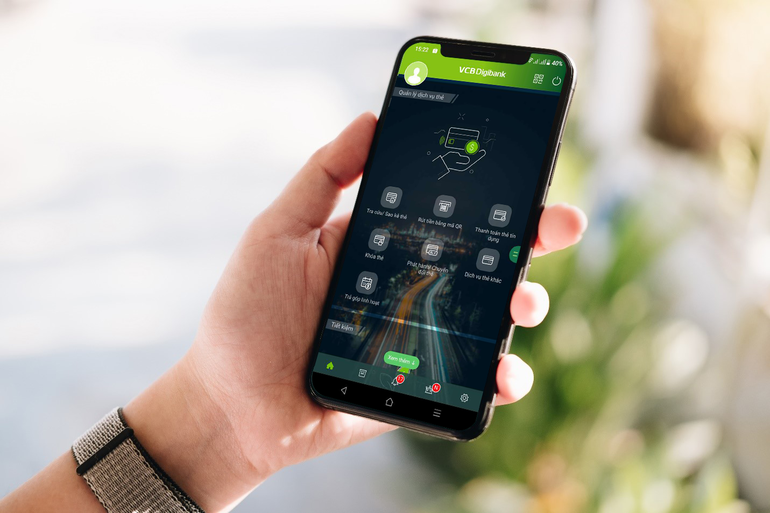 15:22
40%
VCB Digibank
Quản lý dịch vụ thẻ
Tra cứu/ Sao kê thẻ
Rút tiền bằng mã QR
Thanh toán thẻ tín
dụng
Khóa thẻ
Phát hành/ Chuyển
đổi thẻ
Dịch vụ thẻ khác
Trả góp linh hoạt
Tiết kiệm
Xem thêm ↓
N